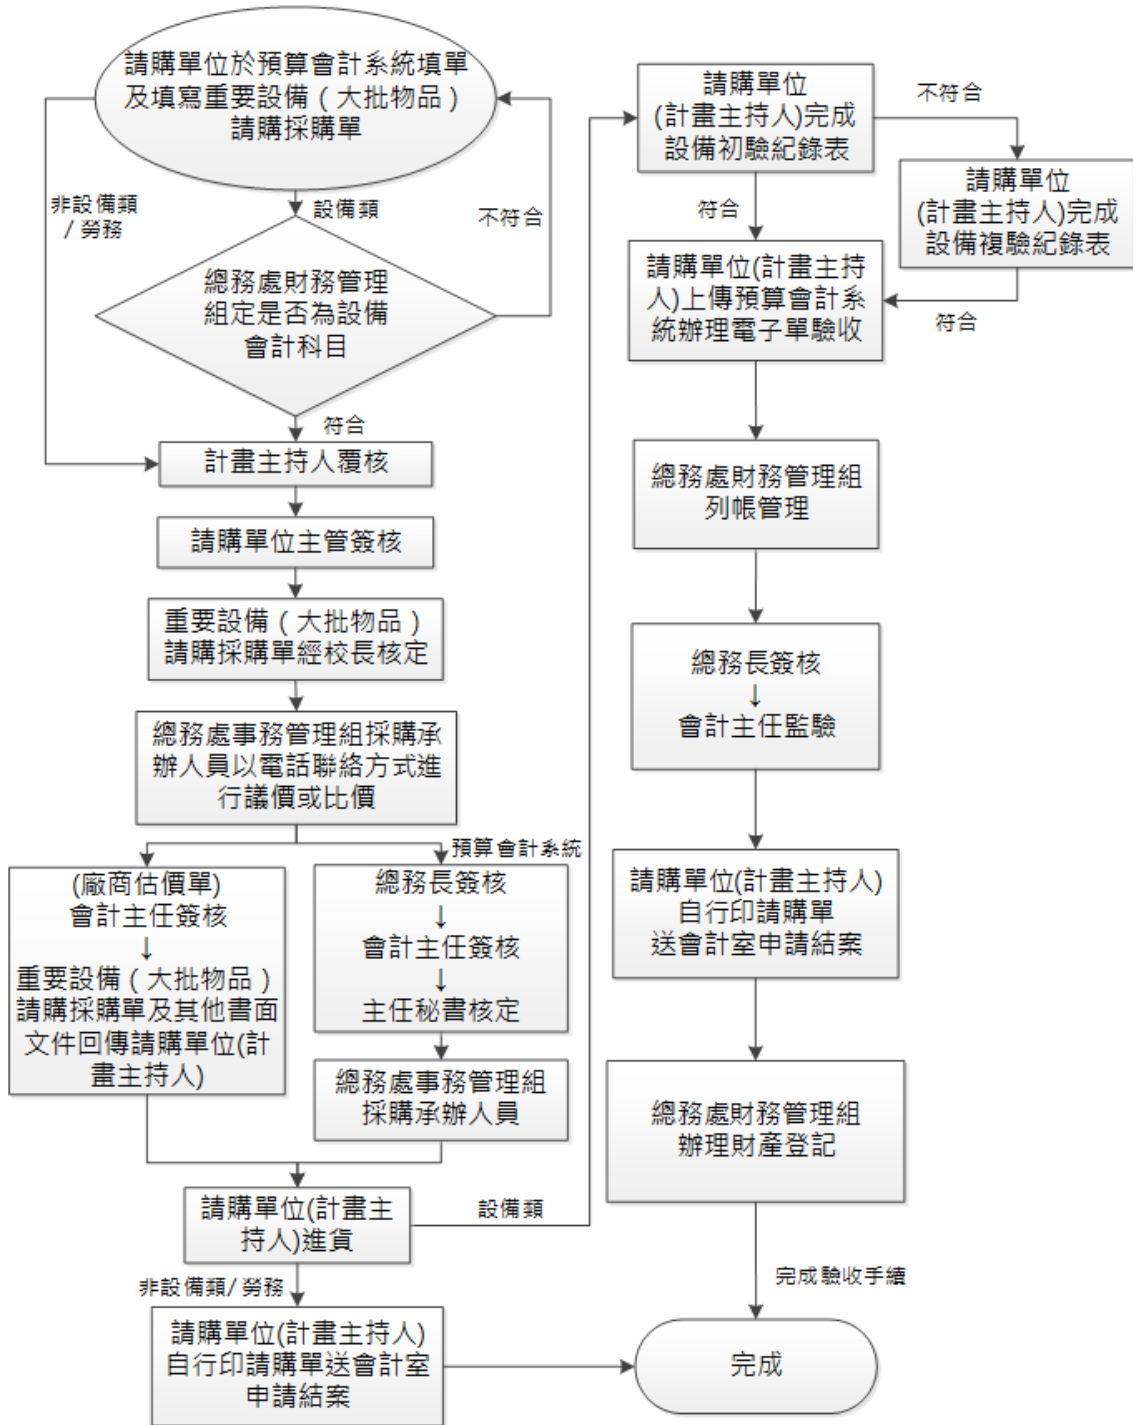 請購單位於預算會計系統填單
及填寫重要設備（大批物品）
請購採購單
非設備類
/ 勞務
設備類
不符合
總務處財務管理
組定是否為設備
會計科目
符合
計畫主持人覆核
請購單位主管簽核
重要設備（大批物品）
請購採購單經校長核定
總務處事務管理組採購承
辦人員以電話聯絡方式進
行議價或比價
預算會計系統
(廠商估價單)
會計主任簽核
↓
重要設備（大批物品）
請購採購單及其他書面
文件回傳請購單位(計
畫主持人)
總務長簽核
↓
會計主任簽核
↓
主任秘書核定
總務處事務管理組
採購承辦人員
請購單位(計畫主
持人)進貨
設備類
非設備類/ 勞務
請購單位(計畫主持人)
自行印請購單送會計室
申請結案
請購單位
(計畫主持人)完成
設備初驗紀錄表
不符合
請購單位
(計畫主持人)完成
設備複驗紀錄表
符合
符合
請購單位(計畫主持
人)上傳預算會計系
統辦理電子單驗收
總務處財務管理組
列帳管理
總務長簽核
↓
會計主任監驗
請購單位(計畫主持人)
自行印請購單
送會計室申請結案
總務處財務管理組
辦理財產登記
完成驗收手續
完成